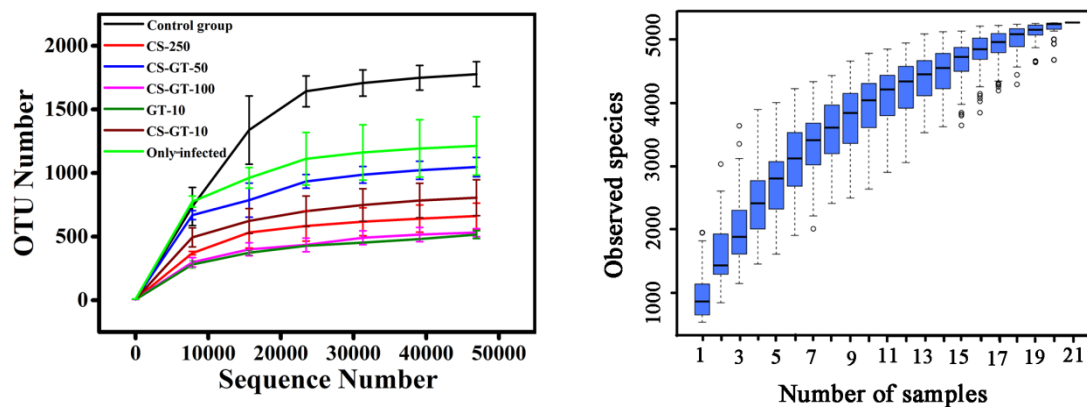 2000
1500
1000
500
0
OTU Number
Control group
CS-250
CS-GT-50
CS-GT-100
GT-10
CS-GT-10
Only-infected
0 10000 20000 30000 40000 50000
Sequence Number
5000
4000
3000
2000
1000
Observed species
1 3 5 7 9 11 13 15 17 19 21
Number of samples